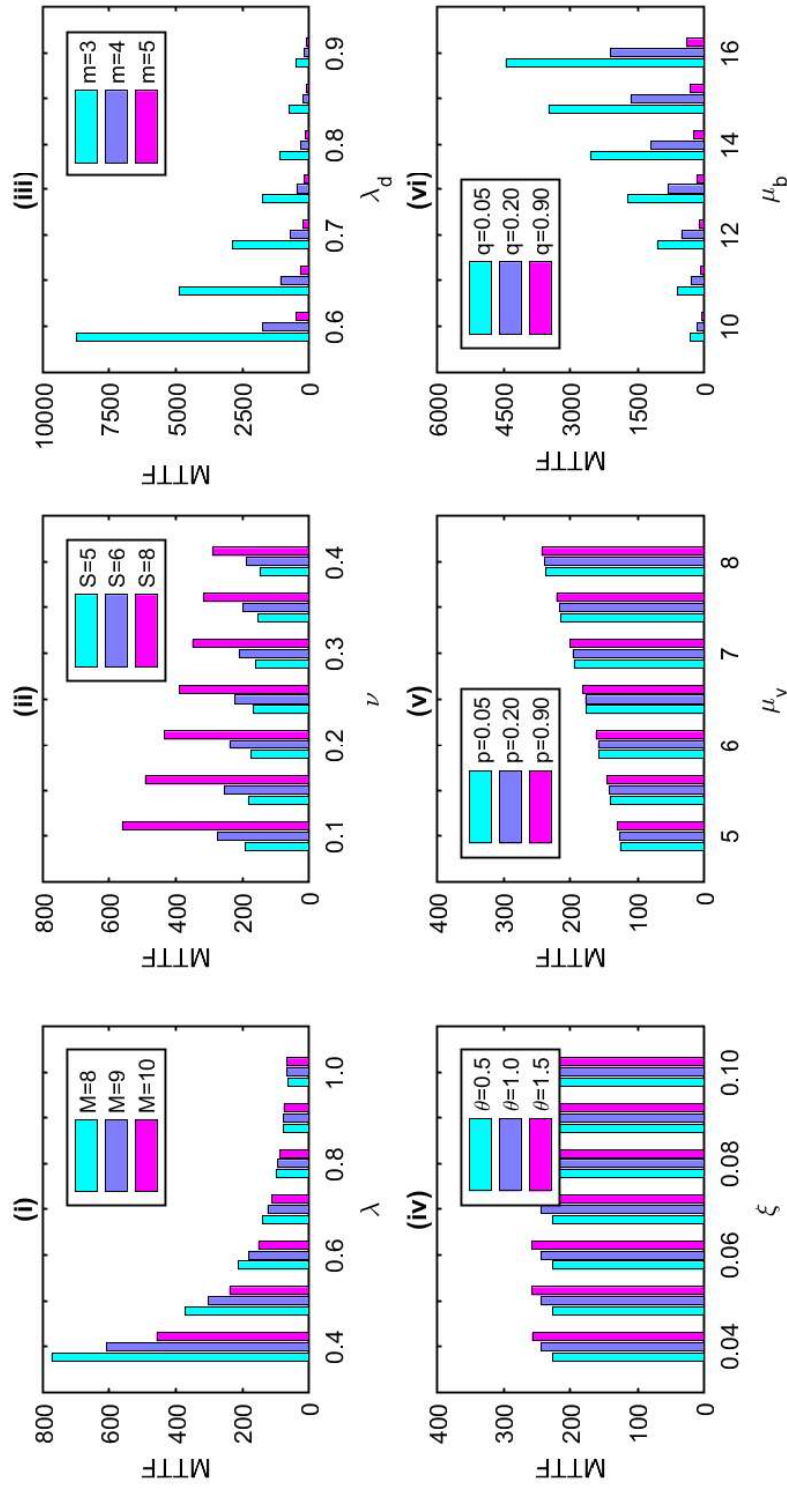 (i)
MTTF
800
600
400
200
0
0.4 0.6 0.8 1.0
λ
M=8
M=9
M=10
(ii)
MTTF
800
600
400
200
0
0.1 0.2 0.3 0.4
ν
S=5
S=6
S=8
(iii)
MTTF
10000
7500
5000
2500
0
0.6 0.7 0.8 0.9
λd
m=3
m=4
m=5
(iv)
MTTF
400
300
200
100
0
0.04 0.06 0.08 0.10
ξ
θ=0.5
θ=1.0
θ=1.5
(v)
MTTF
400
300
200
100
0
5 6 7 8
μv
p=0.05
p=0.20
p=0.90
(vi)
MTTF
6000
4500
3000
1500
0
10 12 14 16
μb
q=0.05
q=0.20
q=0.90